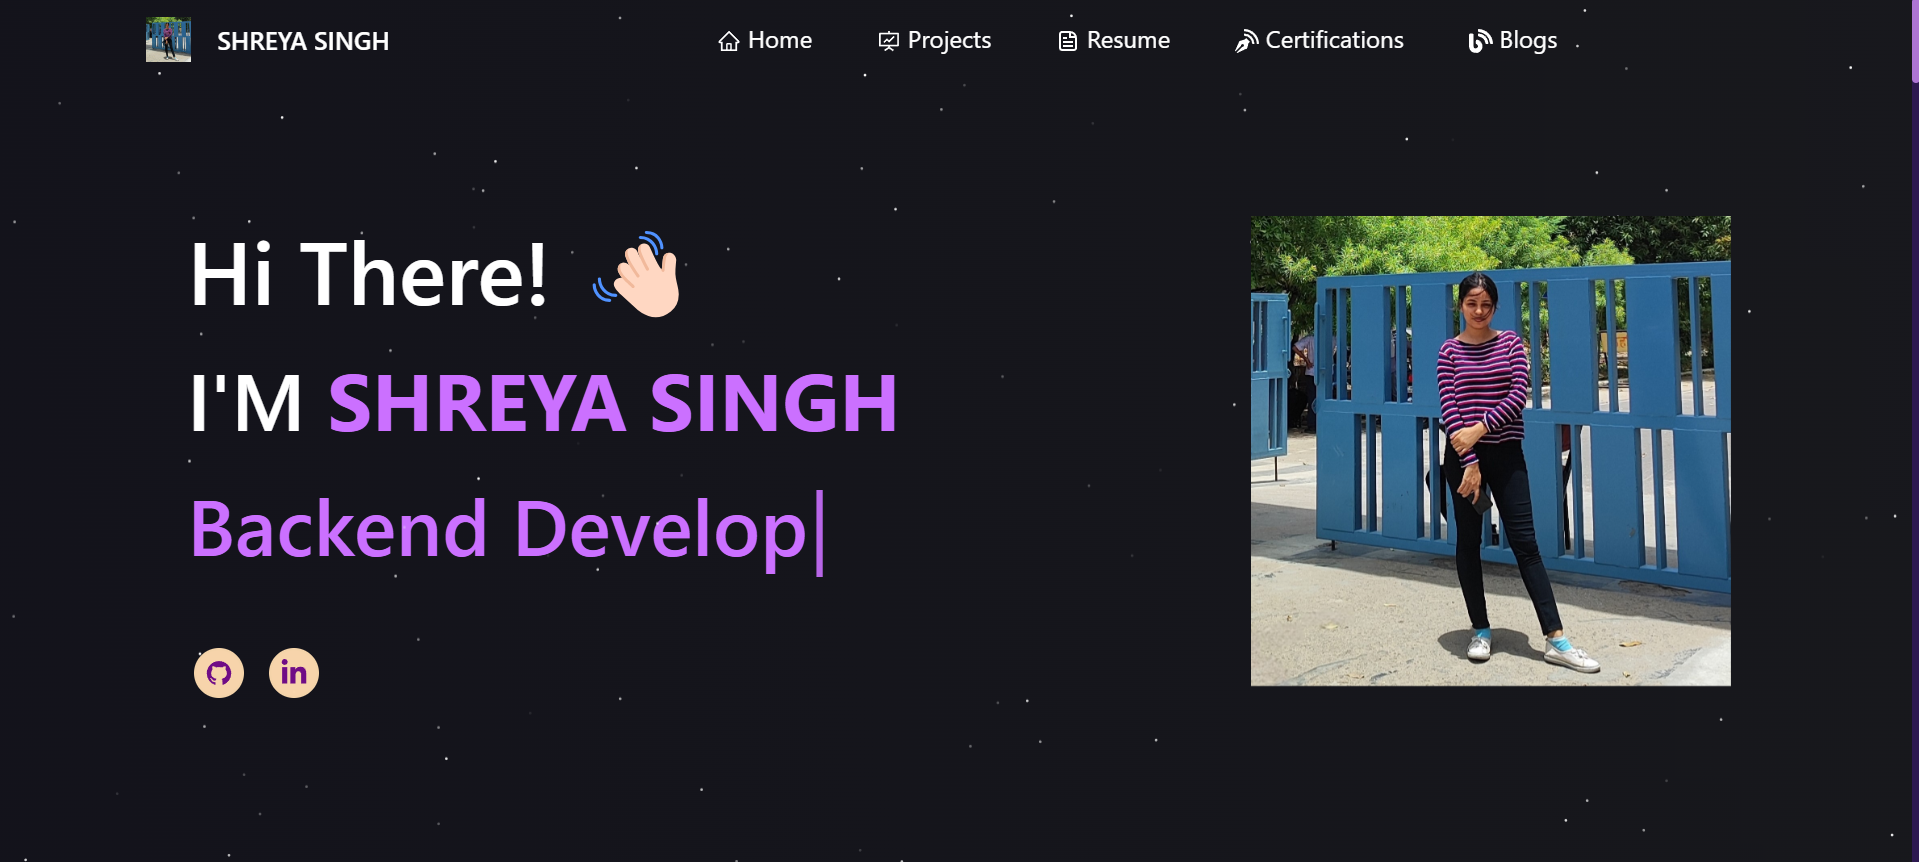 SHREYA SINGH
Home
Projects
Resume
Certifications
Blogs
Hi There!
I'M SHREYA SINGH
Backend Develop|
in